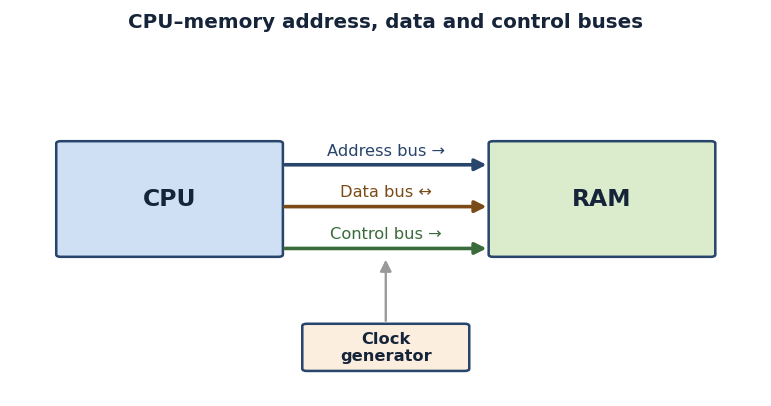 CPU–memory address, data and control buses
Address bus →
Data bus ↔
Control bus →
CPU
RAM
Clock
generator